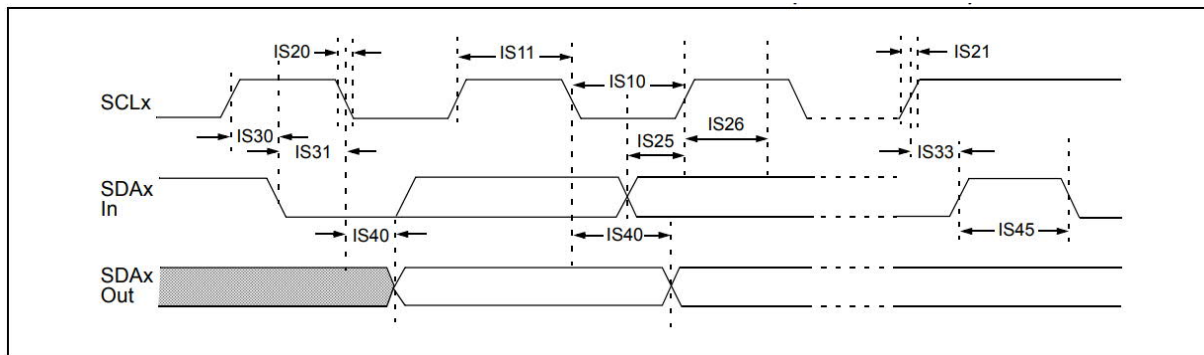 IS20
IS11
IS10
IS21
SCLx
IS30
IS31
IS25
IS26
IS33
SDAx
In
IS40
IS40
IS45
SDAx
Out